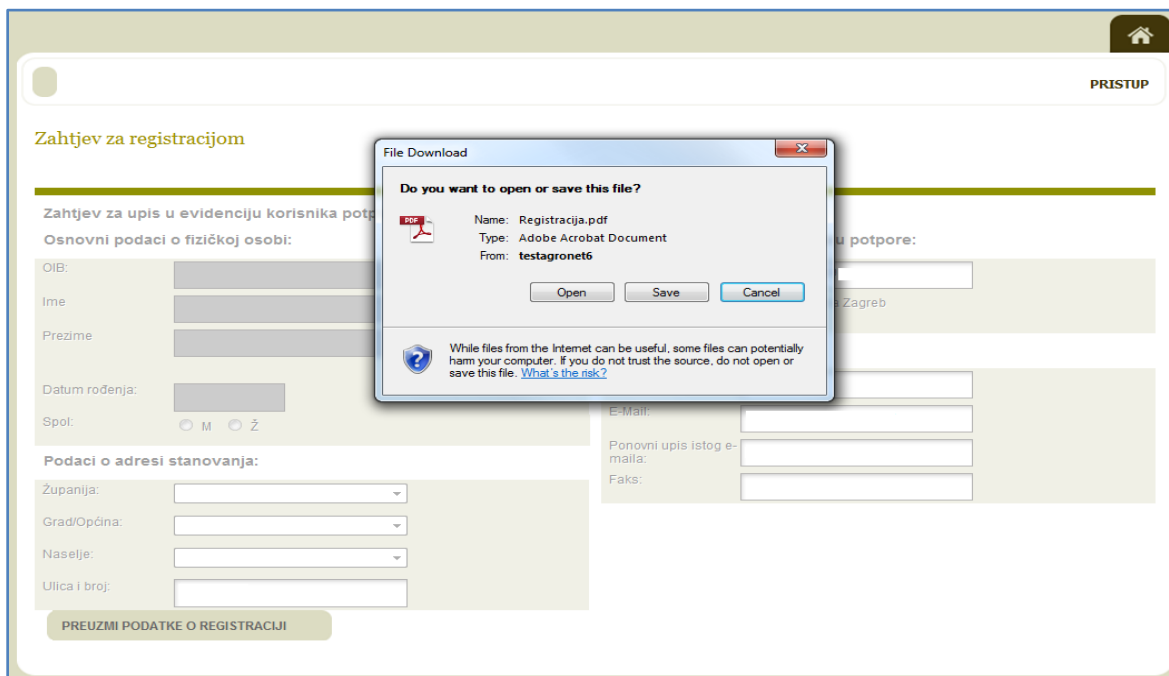 PRISTUP
Zahtjev za registracijom
File Download
Do you want to open or save this file?
PDF
Name: Registracija.pdf
Type: Adobe Acrobat Document
From: testagronet6
Open Save Cancel
While files from the Internet can be useful, some files can potentially
harm your computer. If you do not trust the source, do not open or
save this file. What's the risk?
Zahtjev za upis u evidenciju korisnika
Osnovni podaci o fizičkoj osobi:
OIB:
Ime
Prezime
Datum rođenja:
Spol:
M Ž
Podaci o adresi stanovanja:
Županija:
Grad/Općina:
Naselje:
Ulica i broj:
PREUZMI PODATKE O REGISTRACIJI
potpore:
Zagreb
E-Mail:
Ponovni upis istog e-
maila:
Faks: